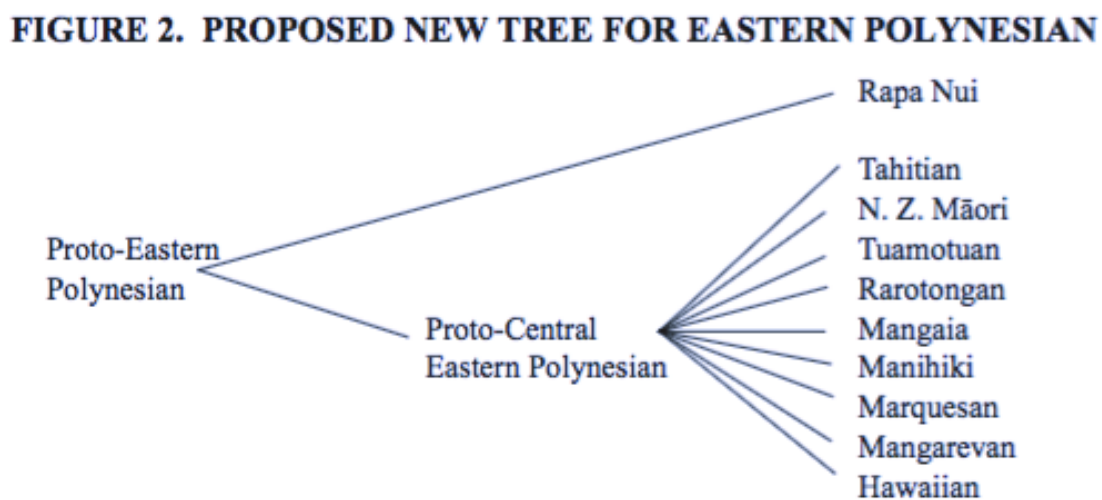 FIGURE 2. PROPOSED NEW TREE FOR EASTERN POLYNESIAN
Rapa Nui
Tahitian
N. Z. Māori
Proto-Eastern
Polynesian
Tuamotuan
Rarotongan
Proto-Central
Eastern Polynesian
Mangaia
Manihiki
Marquesan
Mangarevan
Hawaiian